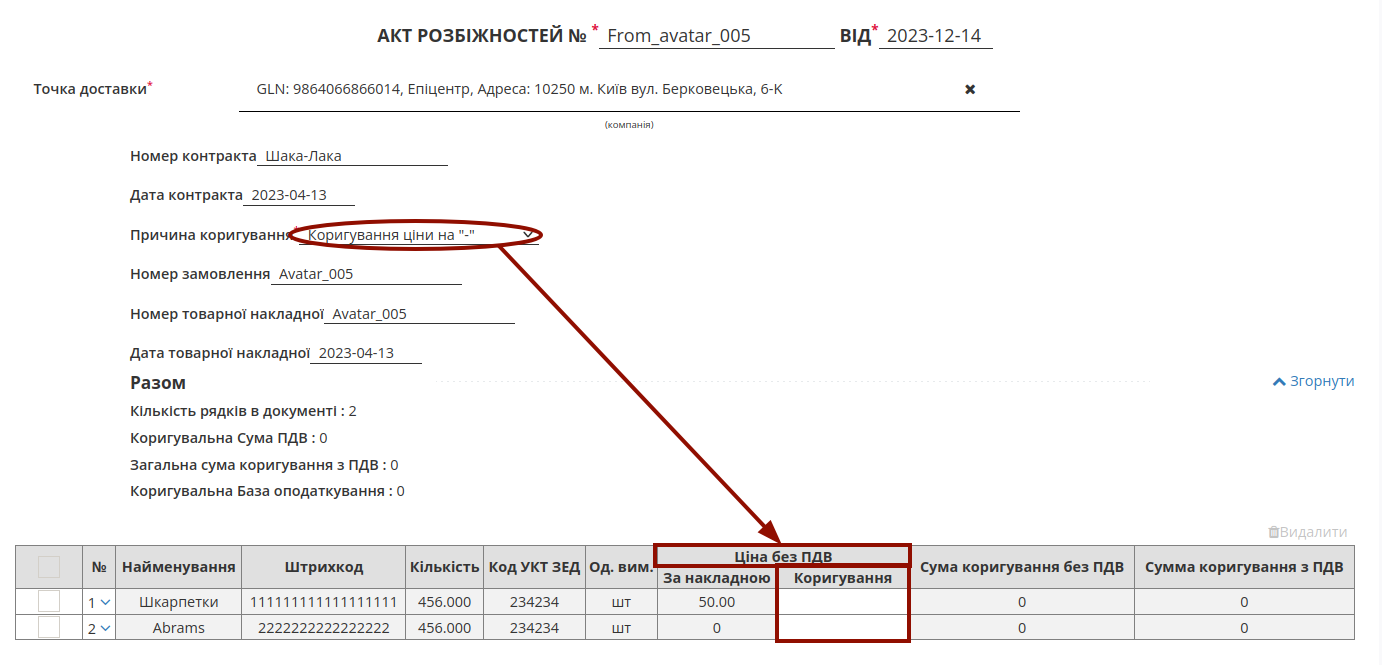 АКТ РОЗБІЖНОСТЕЙ № * From_avatar_005 ВІД* 2023-12-14
Точка доставки* GLN: 9864066866014, Епіцентр, Адреса: 10250 м. Київ вул. Берковецька, 6-К ✖
(компанія)
Номер контракта Шака-Лака
Дата контракта 2023-04-13
Причина коригування* Коригування ціни на "-"
Номер замовлення Avatar_005
Номер товарної накладної Avatar_005
Дата товарної накладної 2023-04-13
Разом Згорнути
Кількість рядків в документі : 2
Коригувальна Сума ПДВ : 0
Загальна сума коригування з ПДВ : 0
Коригувальна База оподаткування : 0
Видалити
№ Найменування Штрихкод Кількість Код УКТ ЗЕД Од. вим. Ціна без ПДВ Сума коригування без ПДВ Сумма коригування з ПДВ
За накладною Коригування
1 Шкарпетки 111111111111111111 456.000 234234 шт 50.00 0 0
2 Abrams 2222222222222222 456.000 234234 шт 0 0 0